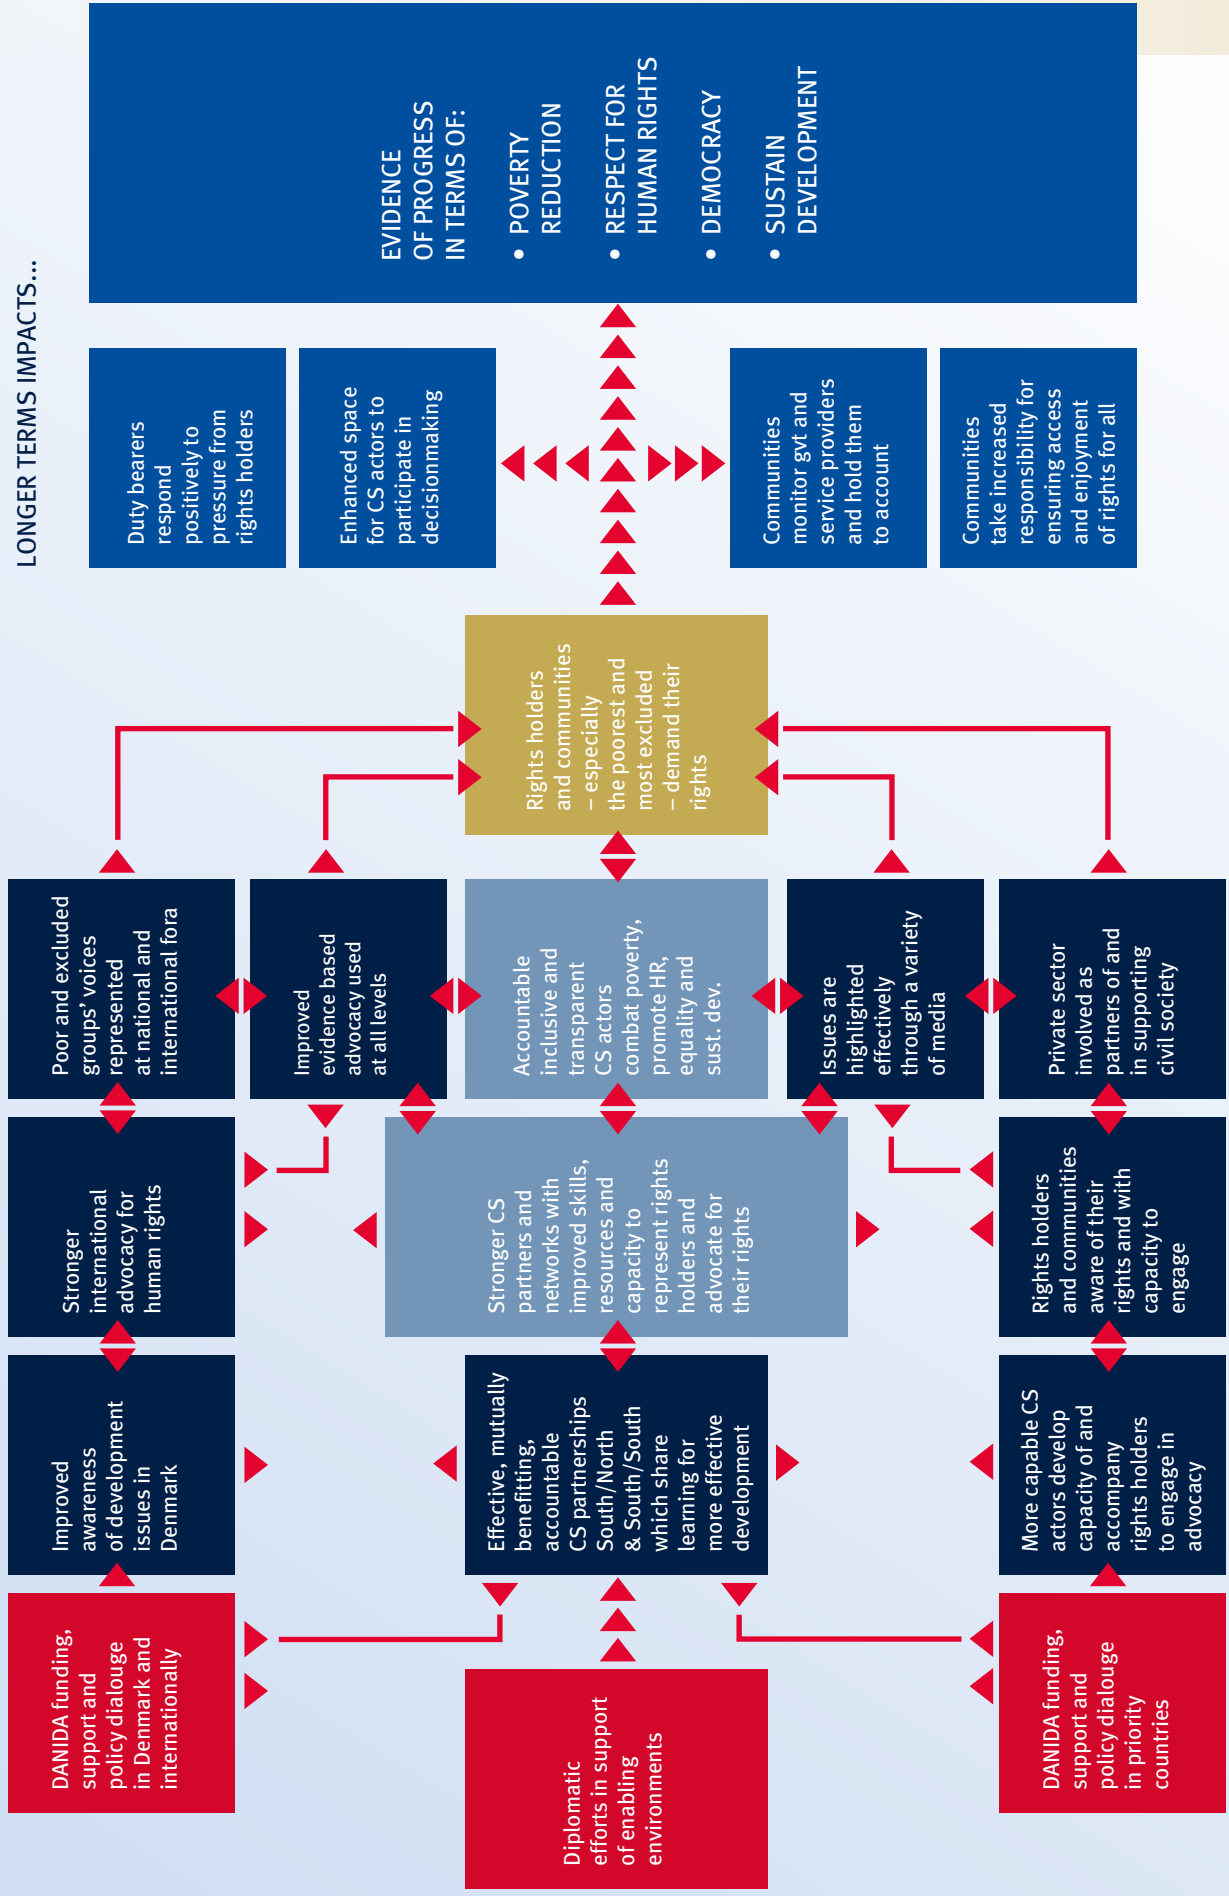 LONGER TERMS IMPACTS...
DANIDA funding,
support and
policy dialouge
in Denmark and
internationally
Improved
awareness
of development
issues in
Denmark
Stronger
international
advocacy for
human rights
Poor and excluded
groups’ voices
represented
at national and
international fora
Improved
evidence based
advocacy used
at all levels
Duty bearers
respond
positively to
pressure from
rights holders
Enhanced space
for CS actors to
participate in
decisionmaking
Diplomatic
efforts in support
of enabling
environments
Effective, mutually
benefitting,
accountable
CS partnerships
South/North
& South/South
which share
learning for
more effective
development
Stronger CS
partners and
networks with
improved skills,
resources and
capacity to
represent rights
holders and
advocate for
their rights
Accountable
inclusive and
transparent
CS actors
combat poverty,
promote HR,
equality and
sust. dev.
Rights holders
and communities
– especially
the poorest and
most excluded
– demand their
rights
EVIDENCE
OF PROGRESS
IN TERMS OF:
• POVERTY
REDUCTION
• RESPECT FOR
HUMAN RIGHTS
• DEMOCRACY
• SUSTAIN
DEVELOPMENT
Issues are
highlighted
effectively
through a variety
of media
Communities
monitor gvt and
service providers
and hold them
to account
DANIDA funding,
support and
policy dialouge
in priority
countries
More capable CS
actors develop
capacity of and
accompany
rights holders
to engage in
advocacy
Rights holders
and communities
aware of their
rights and with
capacity to
engage
Private sector
involved as
partners of and
in supporting
civil society
Communities
take increased
responsibility for
ensuring access
and enjoyment
of rights for all